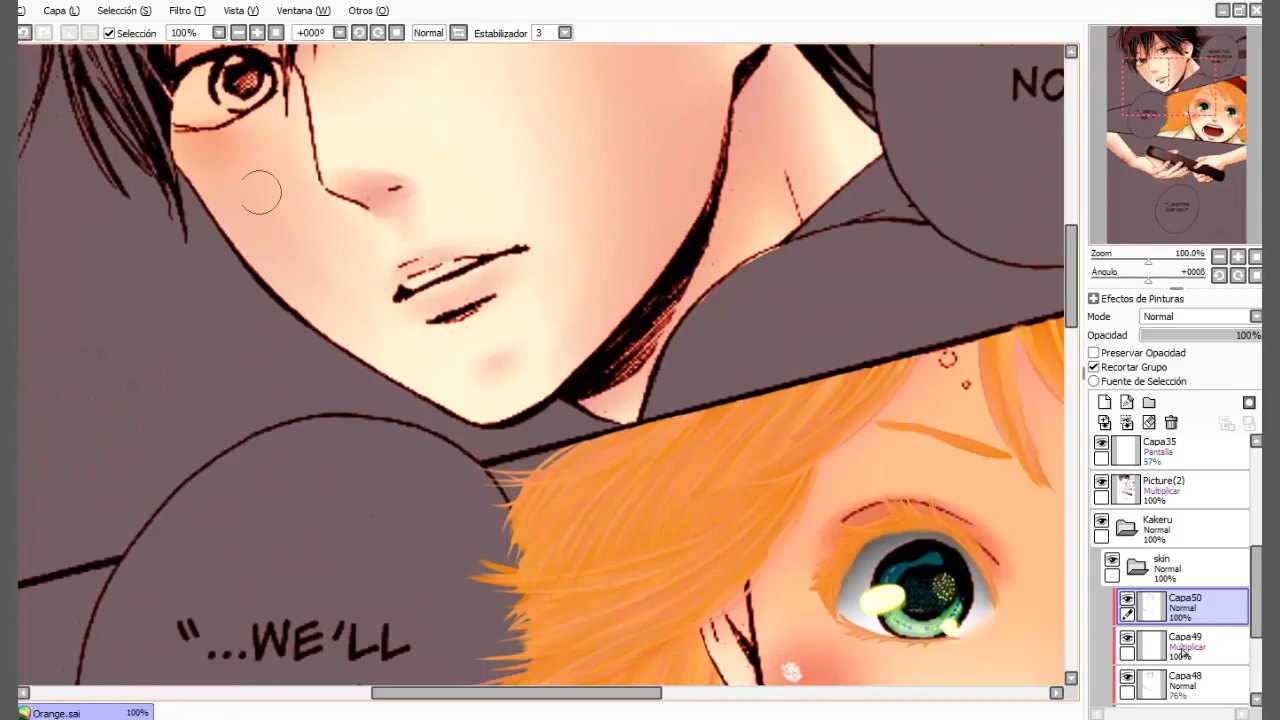 Capa (L) Selección (S) Filtro (T) Vista (V) Ventana (W) Otros (O)
Selección 100% +000º Normal Estabilizador 3
NO
"...WE'LL
Zoom 100.0%
Ángulo +000ß
Efectos de Pinturas
Mode Normal
Opacidad 100%
Preservar Opacidad
Recortar Grupo
Fuente de Selección
Capa35
Pantalla
57%
Picture(2)
Multiplicar
100%
Kakeru
Normal
100%
skin
Normal
100%
Capa50
Normal
100%
Capa49
Multiplicar
100%
Capa48
Normal
76%
Orange.sai 100%